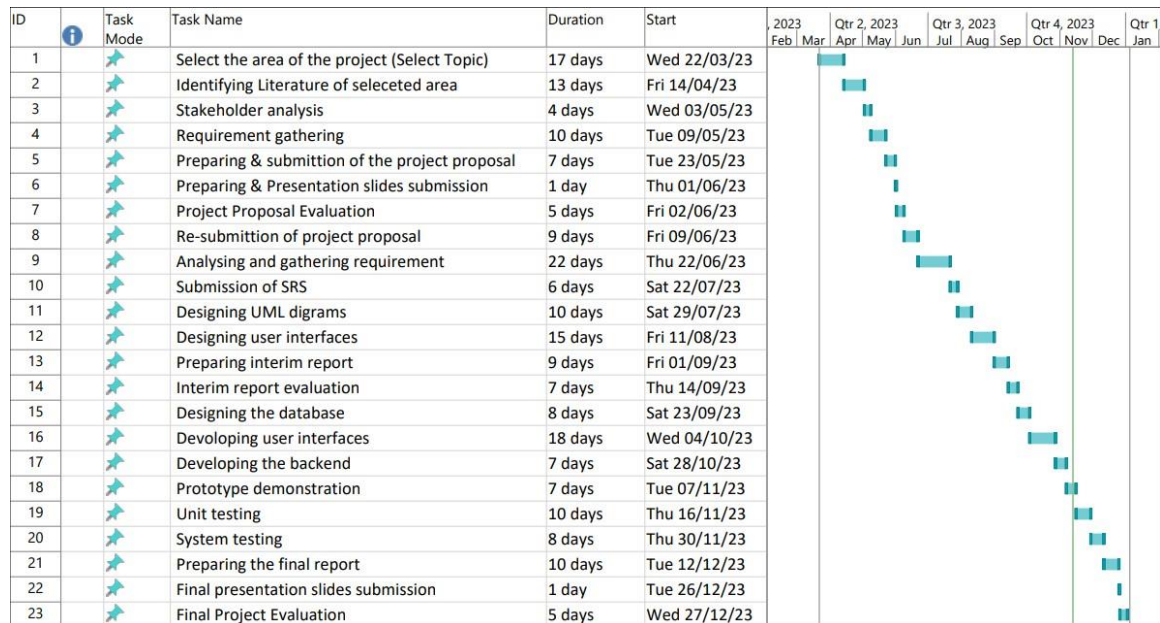 ID Task Mode Task Name Duration Start , 2023 Qtr 2, 2023 Qtr 3, 2023 Qtr 4, 2023 Qtr 1
Feb Mar Apr May Jun Jul Aug Sep Oct Nov Dec Jan
1 Select the area of the project (Select Topic) 17 days Wed 22/03/23
2 Identifying Literature of seleceted area 13 days Fri 14/04/23
3 Stakeholder analysis 4 days Wed 03/05/23
4 Requirement gathering 10 days Tue 09/05/23
5 Preparing & submittion of the project proposal 7 days Tue 23/05/23
6 Preparing & Presentation slides submission 1 day Thu 01/06/23
7 Project Proposal Evaluation 5 days Fri 02/06/23
8 Re-submittion of project proposal 9 days Fri 09/06/23
9 Analysing and gathering requirement 22 days Thu 22/06/23
10 Submission of SRS 6 days Sat 22/07/23
11 Designing UML digrams 10 days Sat 29/07/23
12 Designing user interfaces 15 days Fri 11/08/23
13 Preparing interim report 9 days Fri 01/09/23
14 Interim report evaluation 7 days Thu 14/09/23
15 Designing the database 8 days Sat 23/09/23
16 Devoloping user interfaces 18 days Wed 04/10/23
17 Developing the backend 7 days Sat 28/10/23
18 Prototype demonstration 7 days Tue 07/11/23
19 Unit testing 10 days Thu 16/11/23
20 System testing 8 days Thu 30/11/23
21 Preparing the final report 10 days Tue 12/12/23
22 Final presentation slides submission 1 day Tue 26/12/23
23 Final Project Evaluation 5 days Wed 27/12/23